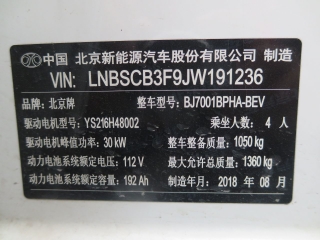 中国 北京新能源汽车股份有限公司 制造
VIN: LNBSCB3F9JW191236
品牌: 北京牌 整车型号: BJ7001BPHA-BEV
驱动电机型号: YS216H48002 乘坐人数: 4 人
驱动电机峰值功率: 30 kW 整车整备质量: 1050 kg
动力电池系统额定电压: 112 V 最大允许总质量: 1360 kg
动力电池系统额定容量: 192 Ah 制造年月: 2018 年 08 月